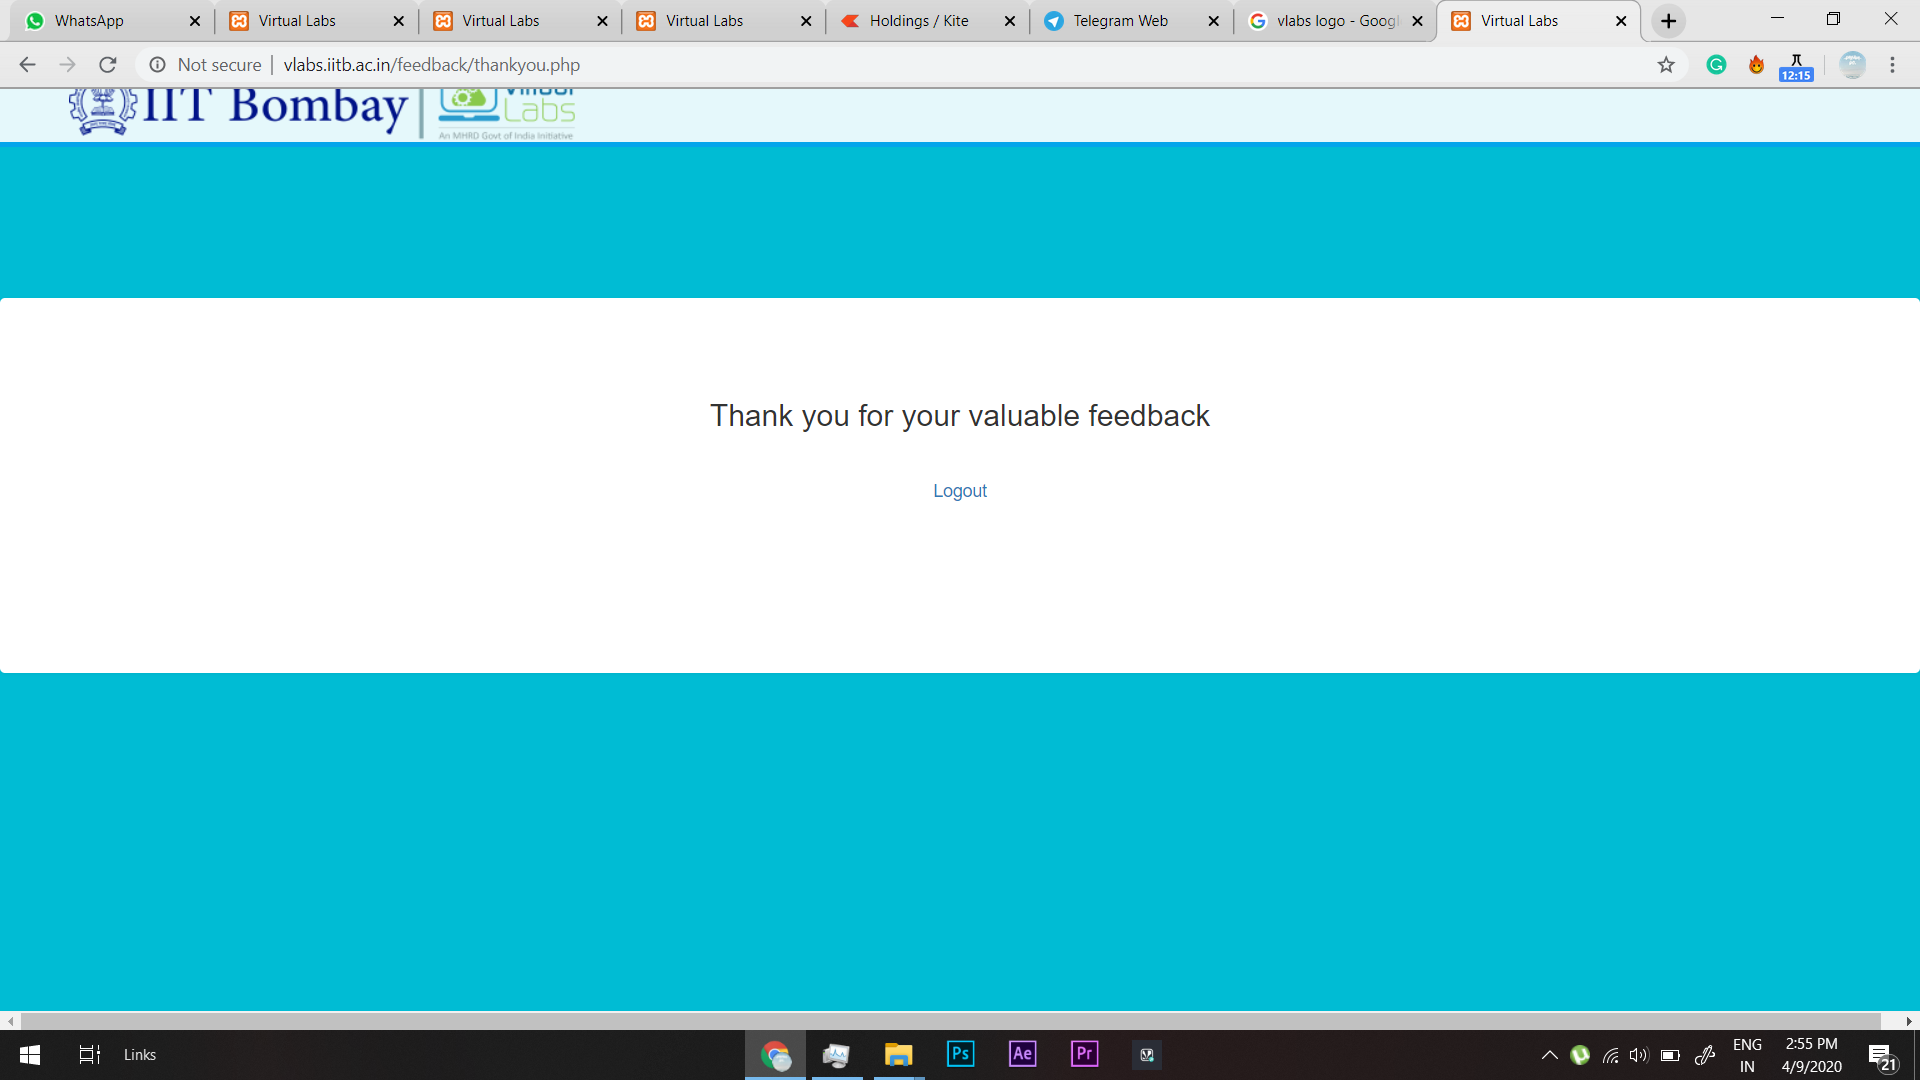 WhatsApp
Virtual Labs
Virtual Labs
Virtual Labs
Holdings / Kite
Telegram Web
vlabs logo - Googl
Virtual Labs
Not secure | vlabs.iitb.ac.in/feedback/thankyou.php
12:15
IIT Bombay
Virtual
Labs
An MHRD Govt of India Initiative
Thank you for your valuable feedback
Logout
Links
Ps
Ae
Pr
ENG
IN
2:55 PM
4/9/2020
21